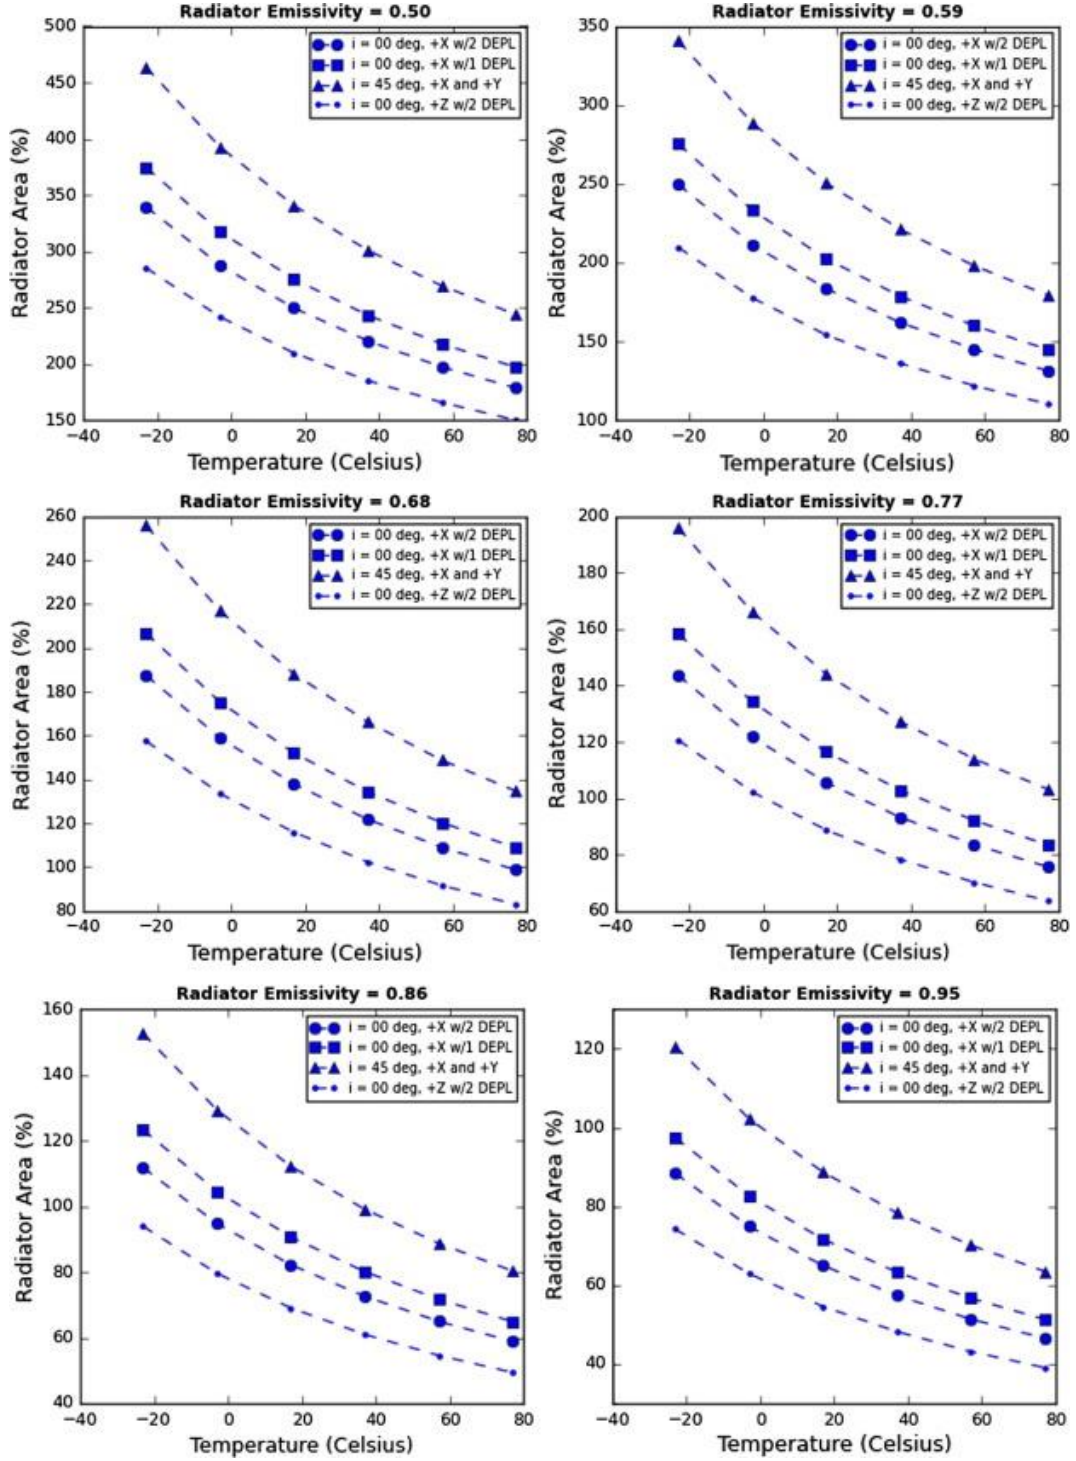 Radiator Emissivity = 0.50
500
450
400
350
300
250
200
150
Radiator Area (%)
i = 00 deg, +X w/2 DEPL
i = 00 deg, +X w/1 DEPL
i = 45 deg, +X and +Y
i = 00 deg, +Z w/2 DEPL
−40 −20 0 20 40 60 80
Temperature (Celsius)
Radiator Emissivity = 0.59
350
300
250
200
150
100
Radiator Area (%)
i = 00 deg, +X w/2 DEPL
i = 00 deg, +X w/1 DEPL
i = 45 deg, +X and +Y
i = 00 deg, +Z w/2 DEPL
−40 −20 0 20 40 60 80
Temperature (Celsius)
Radiator Emissivity = 0.68
260
240
220
200
180
160
140
120
100
80
Radiator Area (%)
i = 00 deg, +X w/2 DEPL
i = 00 deg, +X w/1 DEPL
i = 45 deg, +X and +Y
i = 00 deg, +Z w/2 DEPL
−40 −20 0 20 40 60 80
Temperature (Celsius)
Radiator Emissivity = 0.77
200
180
160
140
120
100
80
60
Radiator Area (%)
i = 00 deg, +X w/2 DEPL
i = 00 deg, +X w/1 DEPL
i = 45 deg, +X and +Y
i = 00 deg, +Z w/2 DEPL
−40 −20 0 20 40 60 80
Temperature (Celsius)
Radiator Emissivity = 0.86
160
140
120
100
80
60
40
Radiator Area (%)
i = 00 deg, +X w/2 DEPL
i = 00 deg, +X w/1 DEPL
i = 45 deg, +X and +Y
i = 00 deg, +Z w/2 DEPL
−40 −20 0 20 40 60 80
Temperature (Celsius)
Radiator Emissivity = 0.95
120
100
80
60
40
Radiator Area (%)
i = 00 deg, +X w/2 DEPL
i = 00 deg, +X w/1 DEPL
i = 45 deg, +X and +Y
i = 00 deg, +Z w/2 DEPL
−40 −20 0 20 40 60 80
Temperature (Celsius)